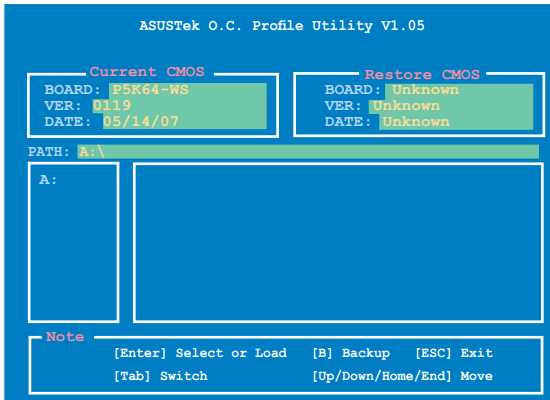 ASUSTek O.C. Profile Utility V1.05
Current CMOS
BOARD: P5K64-WS
VER: 0119
DATE: 05/14/07
Restore CMOS
BOARD: Unknown
VER: Unknown
DATE: Unknown
PATH: A:\
A:
Note
[Enter] Select or Load [B] Backup [ESC] Exit
[Tab] Switch [Up/Down/Home/End] Move